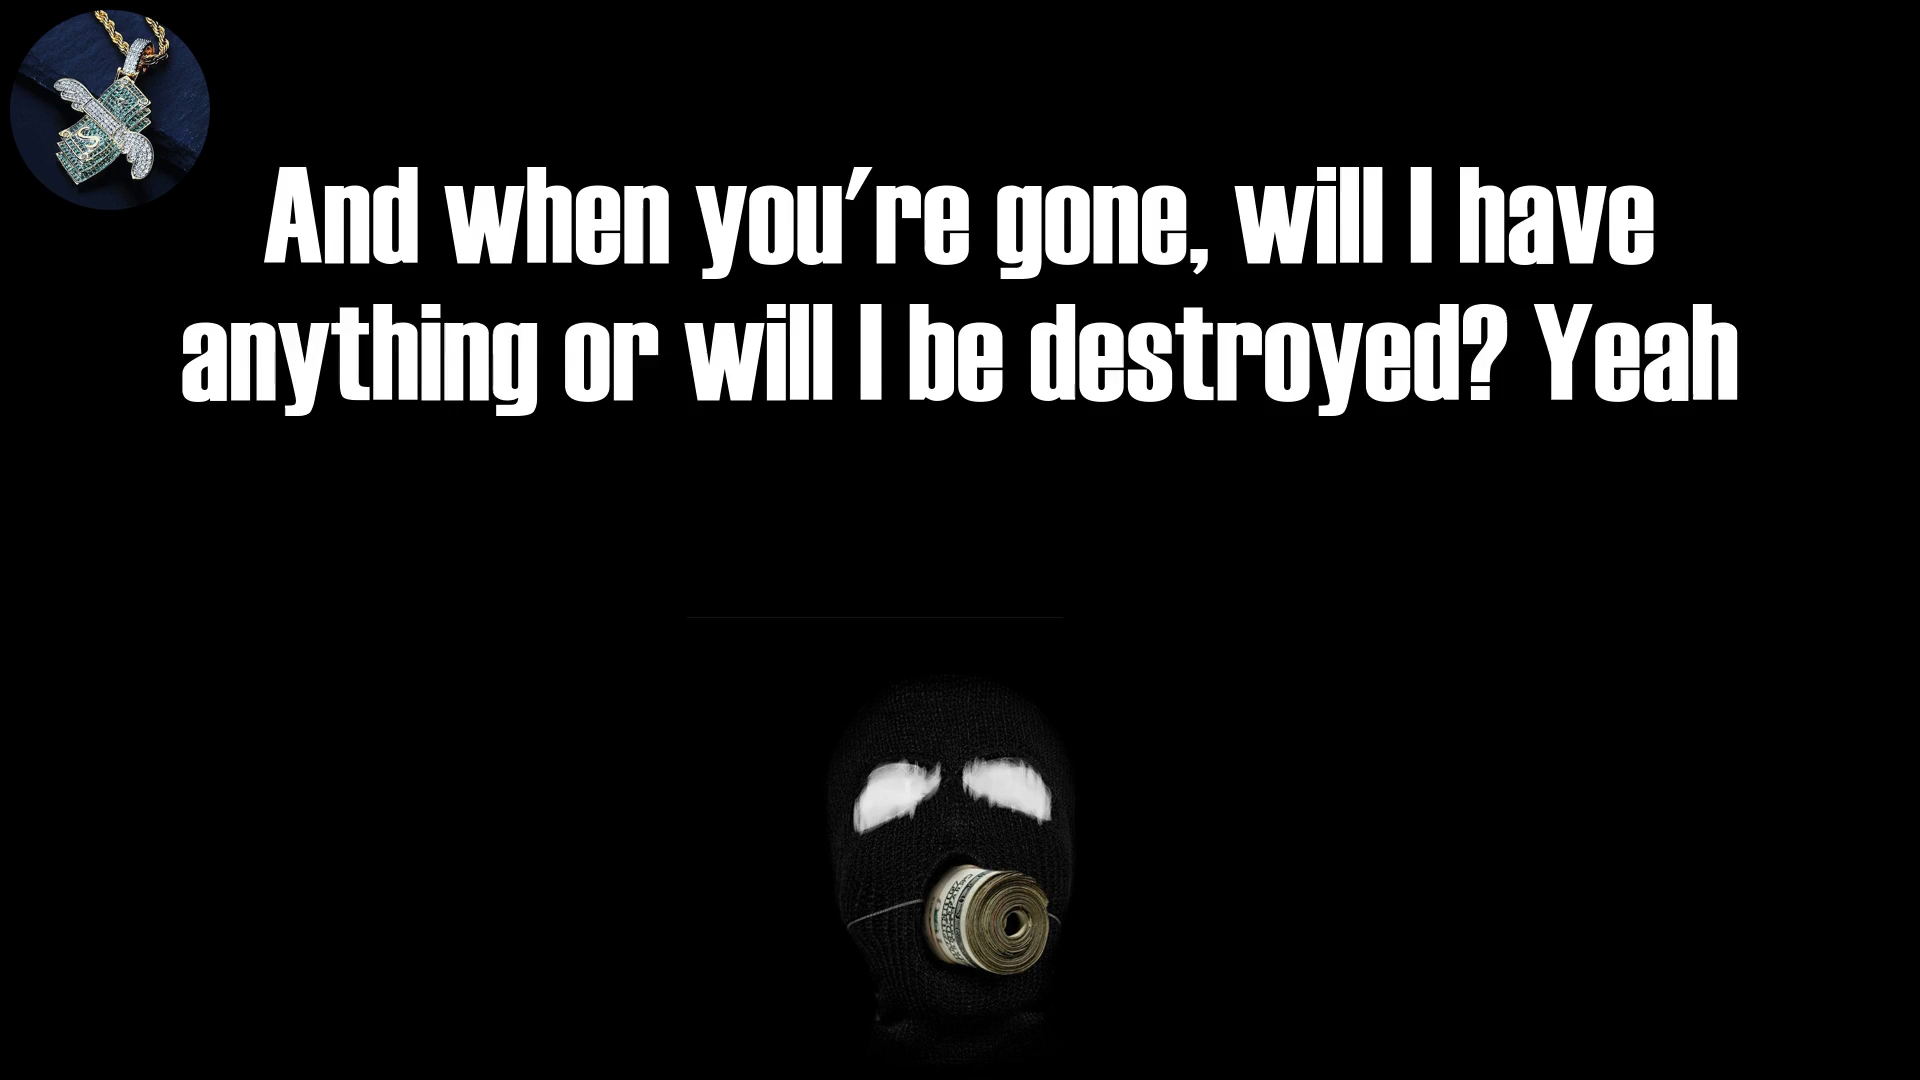 And when you're gone, will I have
anything or will I be destroyed? Yeah